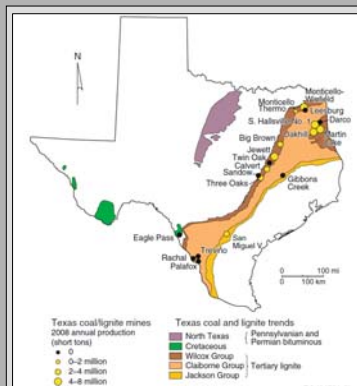 N
Monticello-
Winfield
Monticello
Thermo
Leesburg
Darco
S. Hallsville No. 1
Oakhill
Martin
Lake
Big Brown
Jewett
Twin Oak
Calvert
Sandow
Three Oaks
Gibbons
Creek
Eagle Pass
San
Miguel V
Trevino
Rachal
Palafox
0 100 mi
0 100 km
Texas coal/lignite mines
2008 annual production
(short tons)
0
0–2 million
2–4 million
4–8 million
Texas coal and lignite trends
North Texas
Cretaceous
Wilcox Group
Claiborne Group
Jackson Group
Pennsylvanian and
Permian bituminous
Tertiary lignite